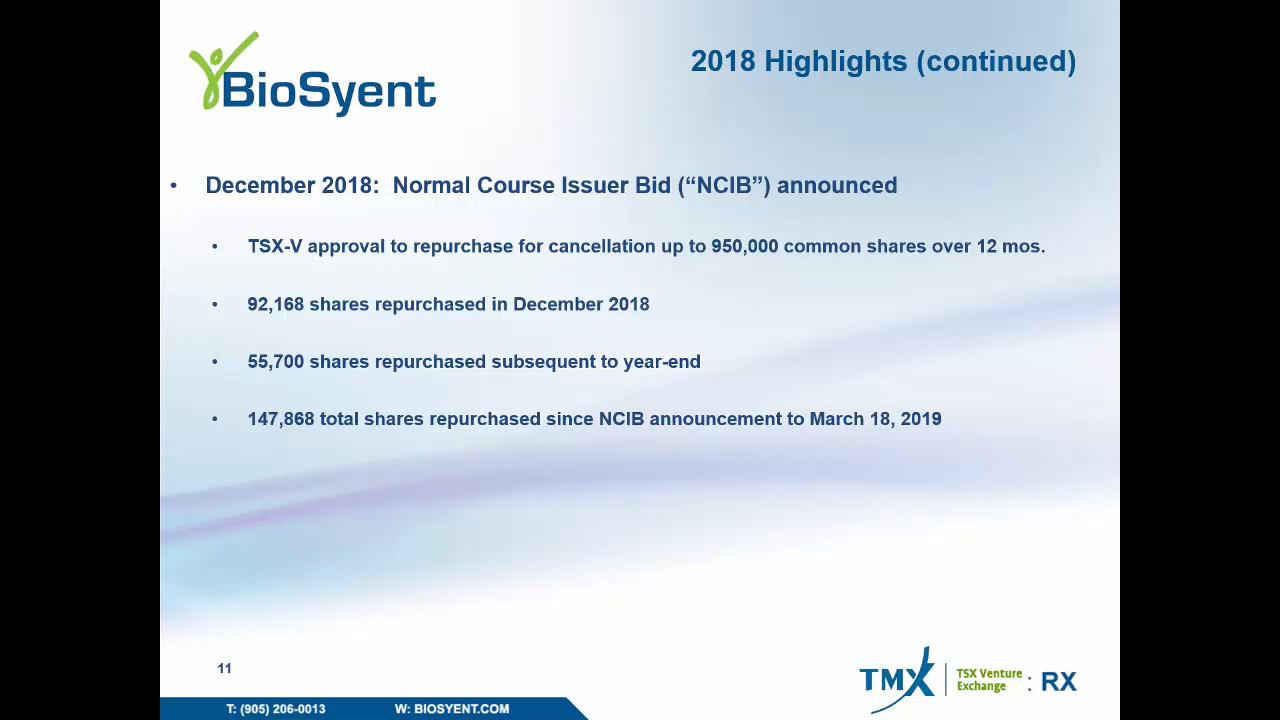 BioSyent
2018 Highlights (continued)
• December 2018:  Normal Course Issuer Bid (“NCIB”) announced
• TSX-V approval to repurchase for cancellation up to 950,000 common shares over 12 mos.
• 92,168 shares repurchased in December 2018
• 55,700 shares repurchased subsequent to year-end
• 147,868 total shares repurchased since NCIB announcement to March 18, 2019
11
TMX
TSX Venture
Exchange
: RX
T: (905) 206-0013
W: BIOSYENT.COM